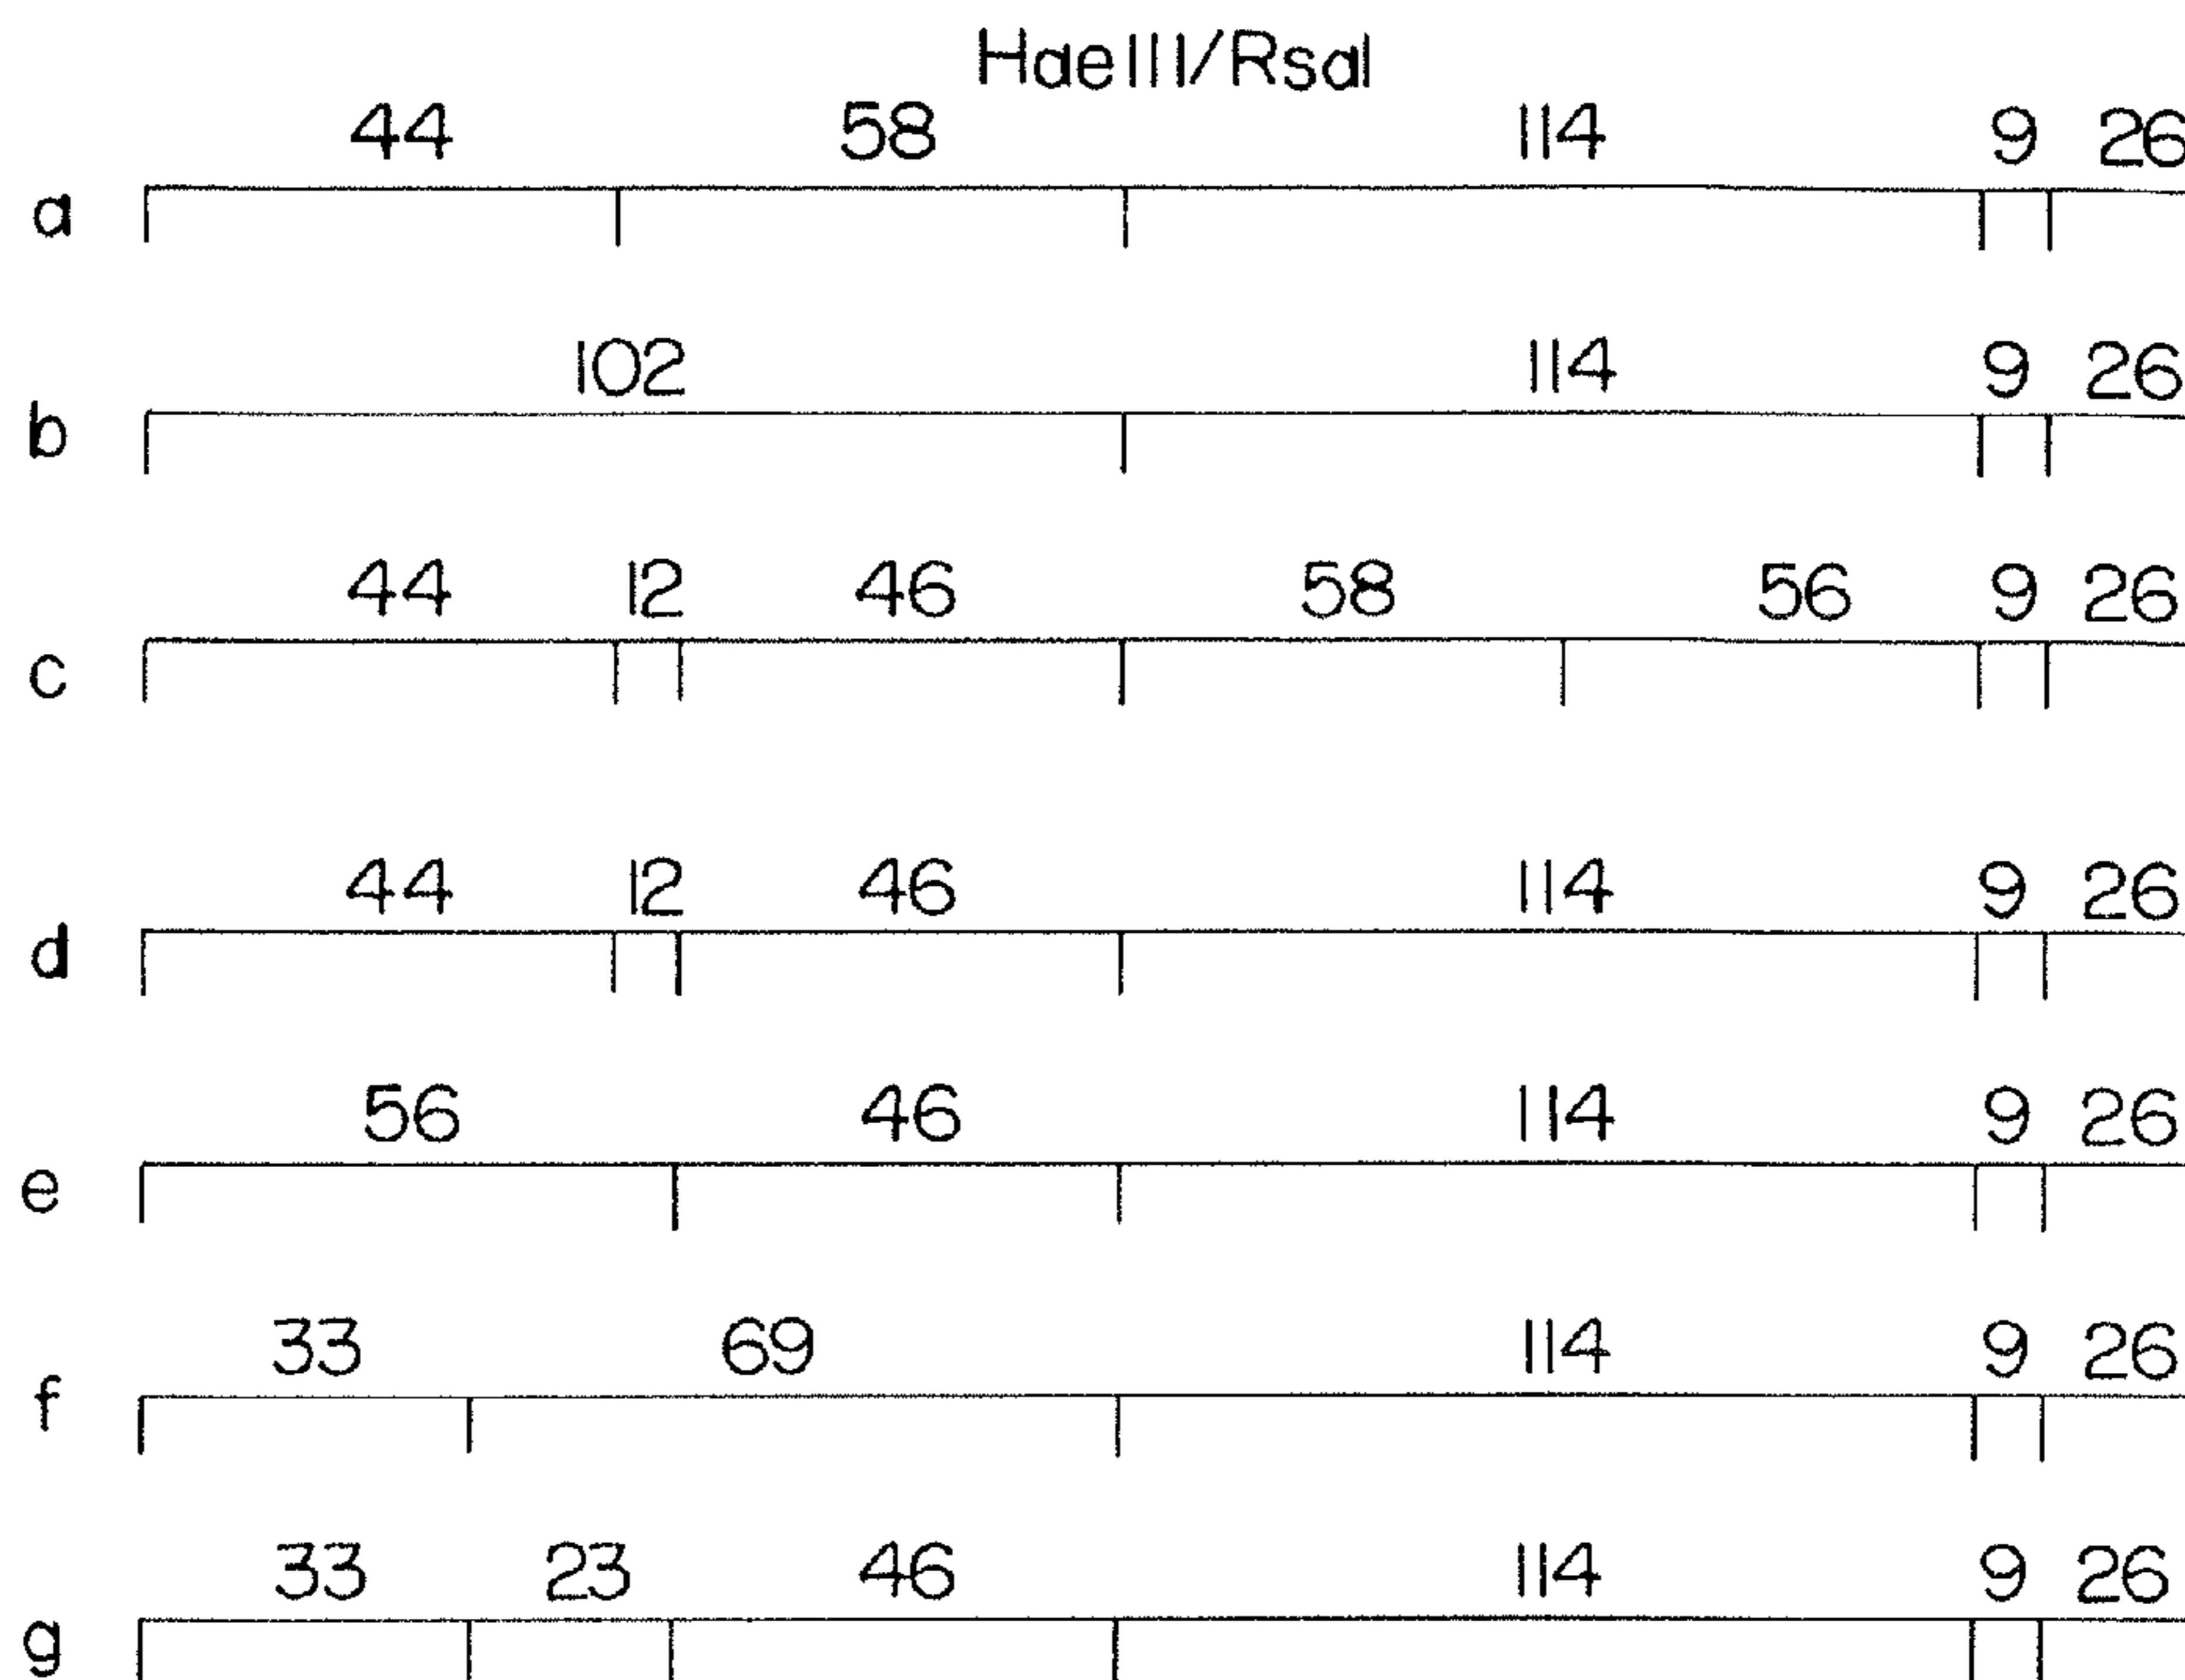 HaeIII/RsaI
44 58 114 9 26
a
102 114 9 26
b
44 12 46 58 56 9 26
c
44 12 46 114 9 26
d
56 46 114 9 26
e
33 69 114 9 26
f
33 23 46 114 9 26
g